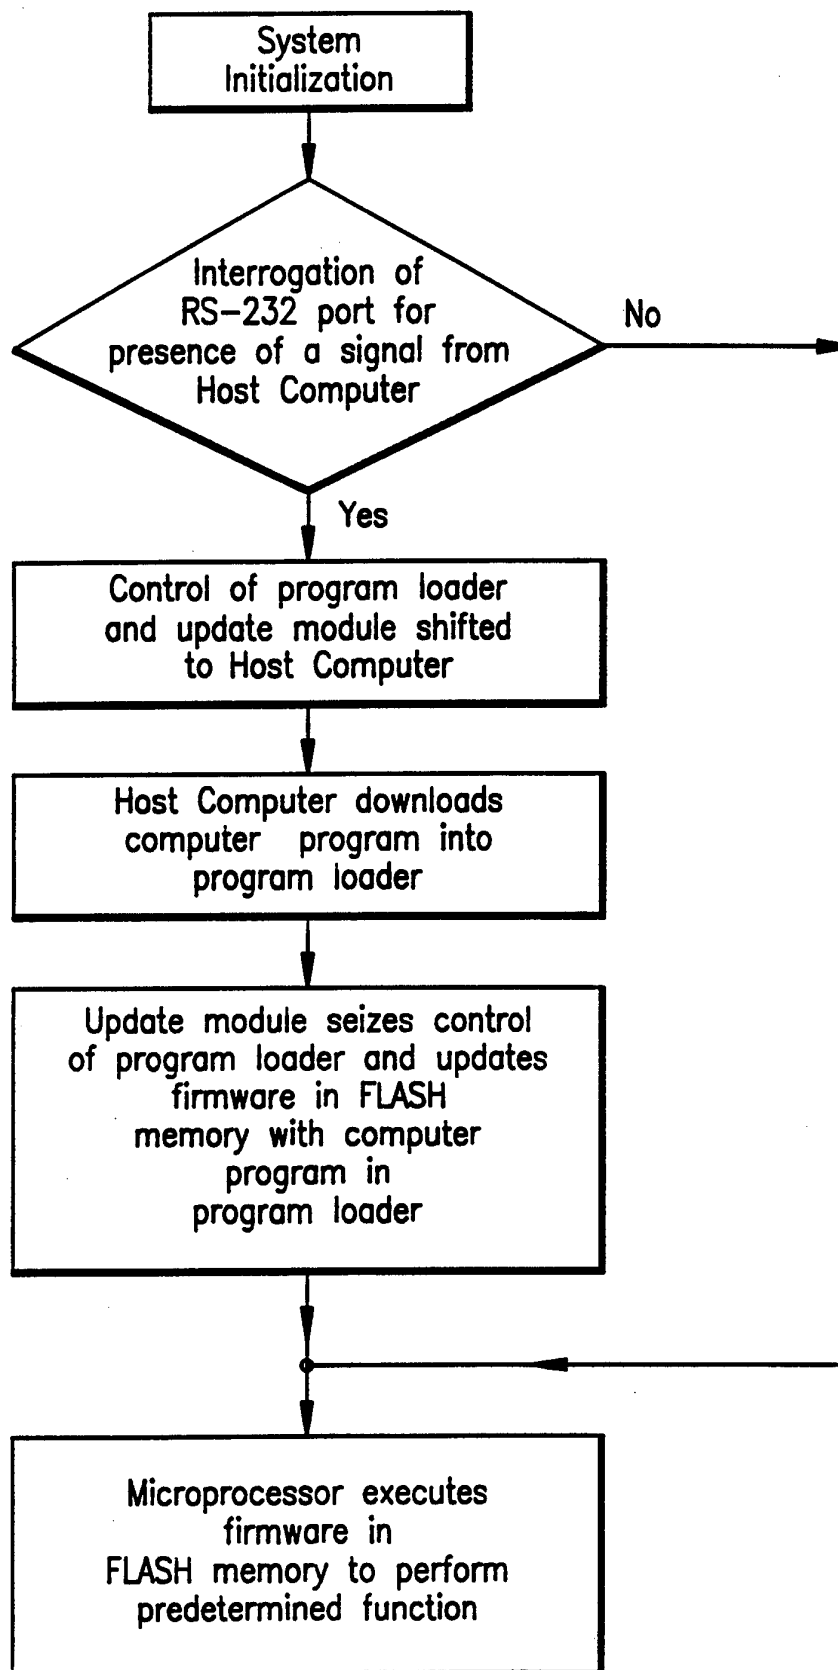 System
Initialization
Interrogation of
RS-232 port for
presence of a signal from
Host Computer
No
Yes
Control of program loader
and update module shifted
to Host Computer
Host Computer downloads
computer program into
program loader
Update module seizes control
of program loader and updates
firmware in FLASH
memory with computer
program in
program loader
Microprocessor executes
firmware in
FLASH memory to perform
predetermined function